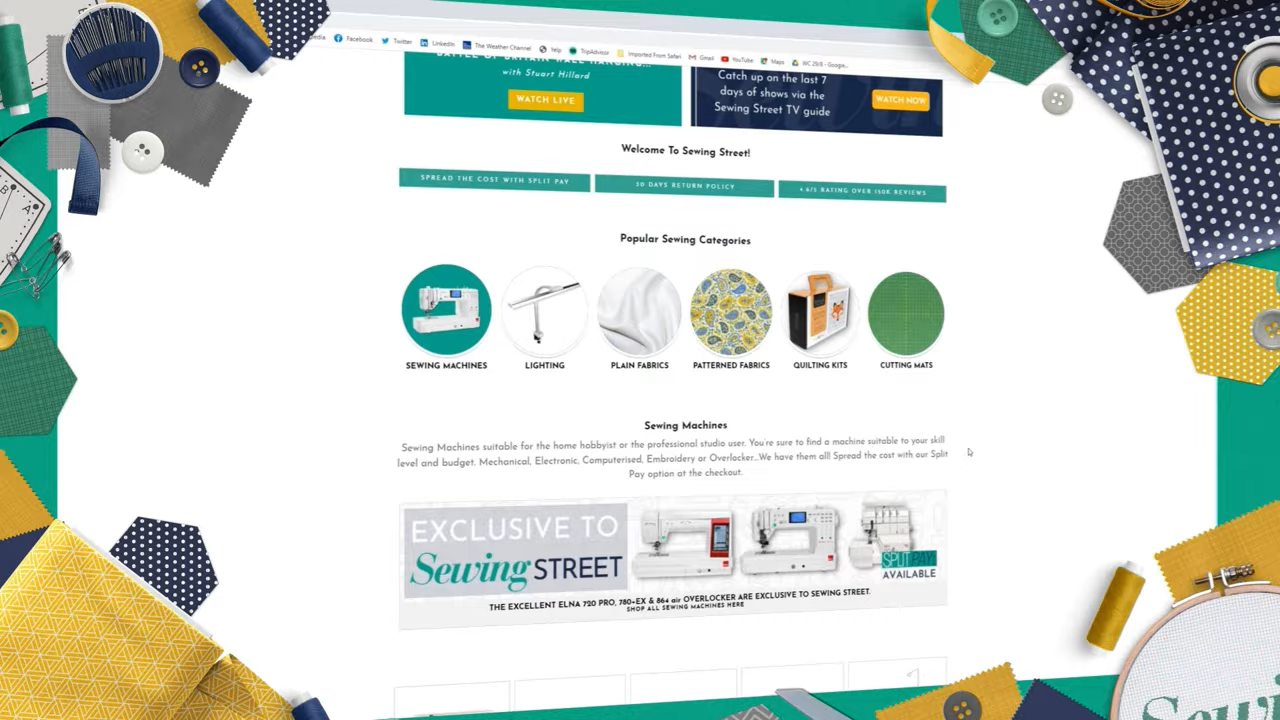 Facebook
Twitter
LinkedIn
The Weather Channel
Yelp
TripAdvisor
Imported From Safari
Gmail
YouTube
Maps
WC 29/8 - Google...
with Stuart Hillard
WATCH LIVE
Catch up on the last 7
days of shows via the
Sewing Street TV guide
WATCH NOW
Welcome To Sewing Street!
SPREAD THE COST WITH SPLIT PAY
30 DAYS RETURN POLICY
4.6/5 RATING OVER 150K REVIEWS
Popular Sewing Categories
SEWING MACHINES
LIGHTING
PLAIN FABRICS
PATTERNED FABRICS
QUILTING KITS
CUTTING MATS
Sewing Machines
Sewing Machines suitable for the home hobbyist or the professional studio user. You're sure to find a machine suitable to your skill
level and budget. Mechanical, Electronic, Computerised, Embroidery or Overlocker...We have them all! Spread the cost with our Split
Pay option at the checkout.
EXCLUSIVE TO
Sewing STREET
SPLIT PAY
AVAILABLE
THE EXCELLENT ELNA 720 PRO, 780-EX & 864 air OVERLOCKER ARE EXCLUSIVE TO SEWING STREET.
SHOP ALL SEWING MACHINES HERE